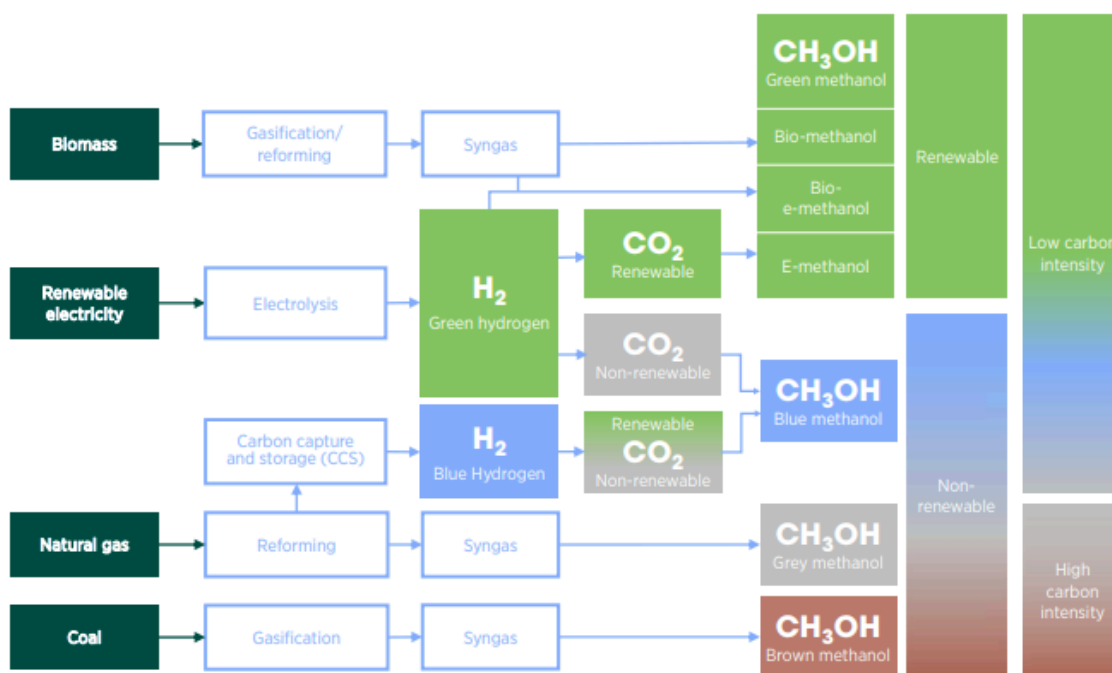 CH₃OH
Green methanol
Biomass
Gasification/
reforming
Syngas
Bio-methanol
Renewable
Bio-
e-methanol
Renewable
electricity
Electrolysis
H₂
Green hydrogen
CO₂
Renewable
E-methanol
Low carbon
intensity
CO₂
Non-renewable
CH₃OH
Blue methanol
Carbon capture
and storage (CCS)
H₂
Blue Hydrogen
Renewable
CO₂
Non-renewable
Non-
renewable
Natural gas
Reforming
Syngas
CH₃OH
Grey methanol
High
carbon
intensity
Coal
Gasification
Syngas
CH₃OH
Brown methanol